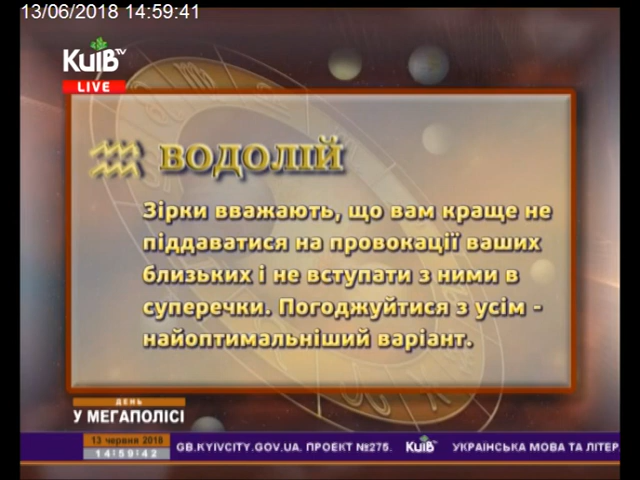 13/06/2018 14:59:41
Київ TV
LIVE
ВОДОЛІЙ
Зірки вважають, що вам краще не
піддаватися на провокації ваших
близьких і не вступати з ними в
суперечки. Погоджуйтися з усім -
найоптимальніший варіант.
ДЕНЬ
У МЕГАПОЛІСІ
13 червня 2018
14:59:42
GB.KYIVCITY.GOV.UA. ПРОЕКТ №275. Київ TV УКРАЇНСЬКА МОВА ТА ЛІТЕР